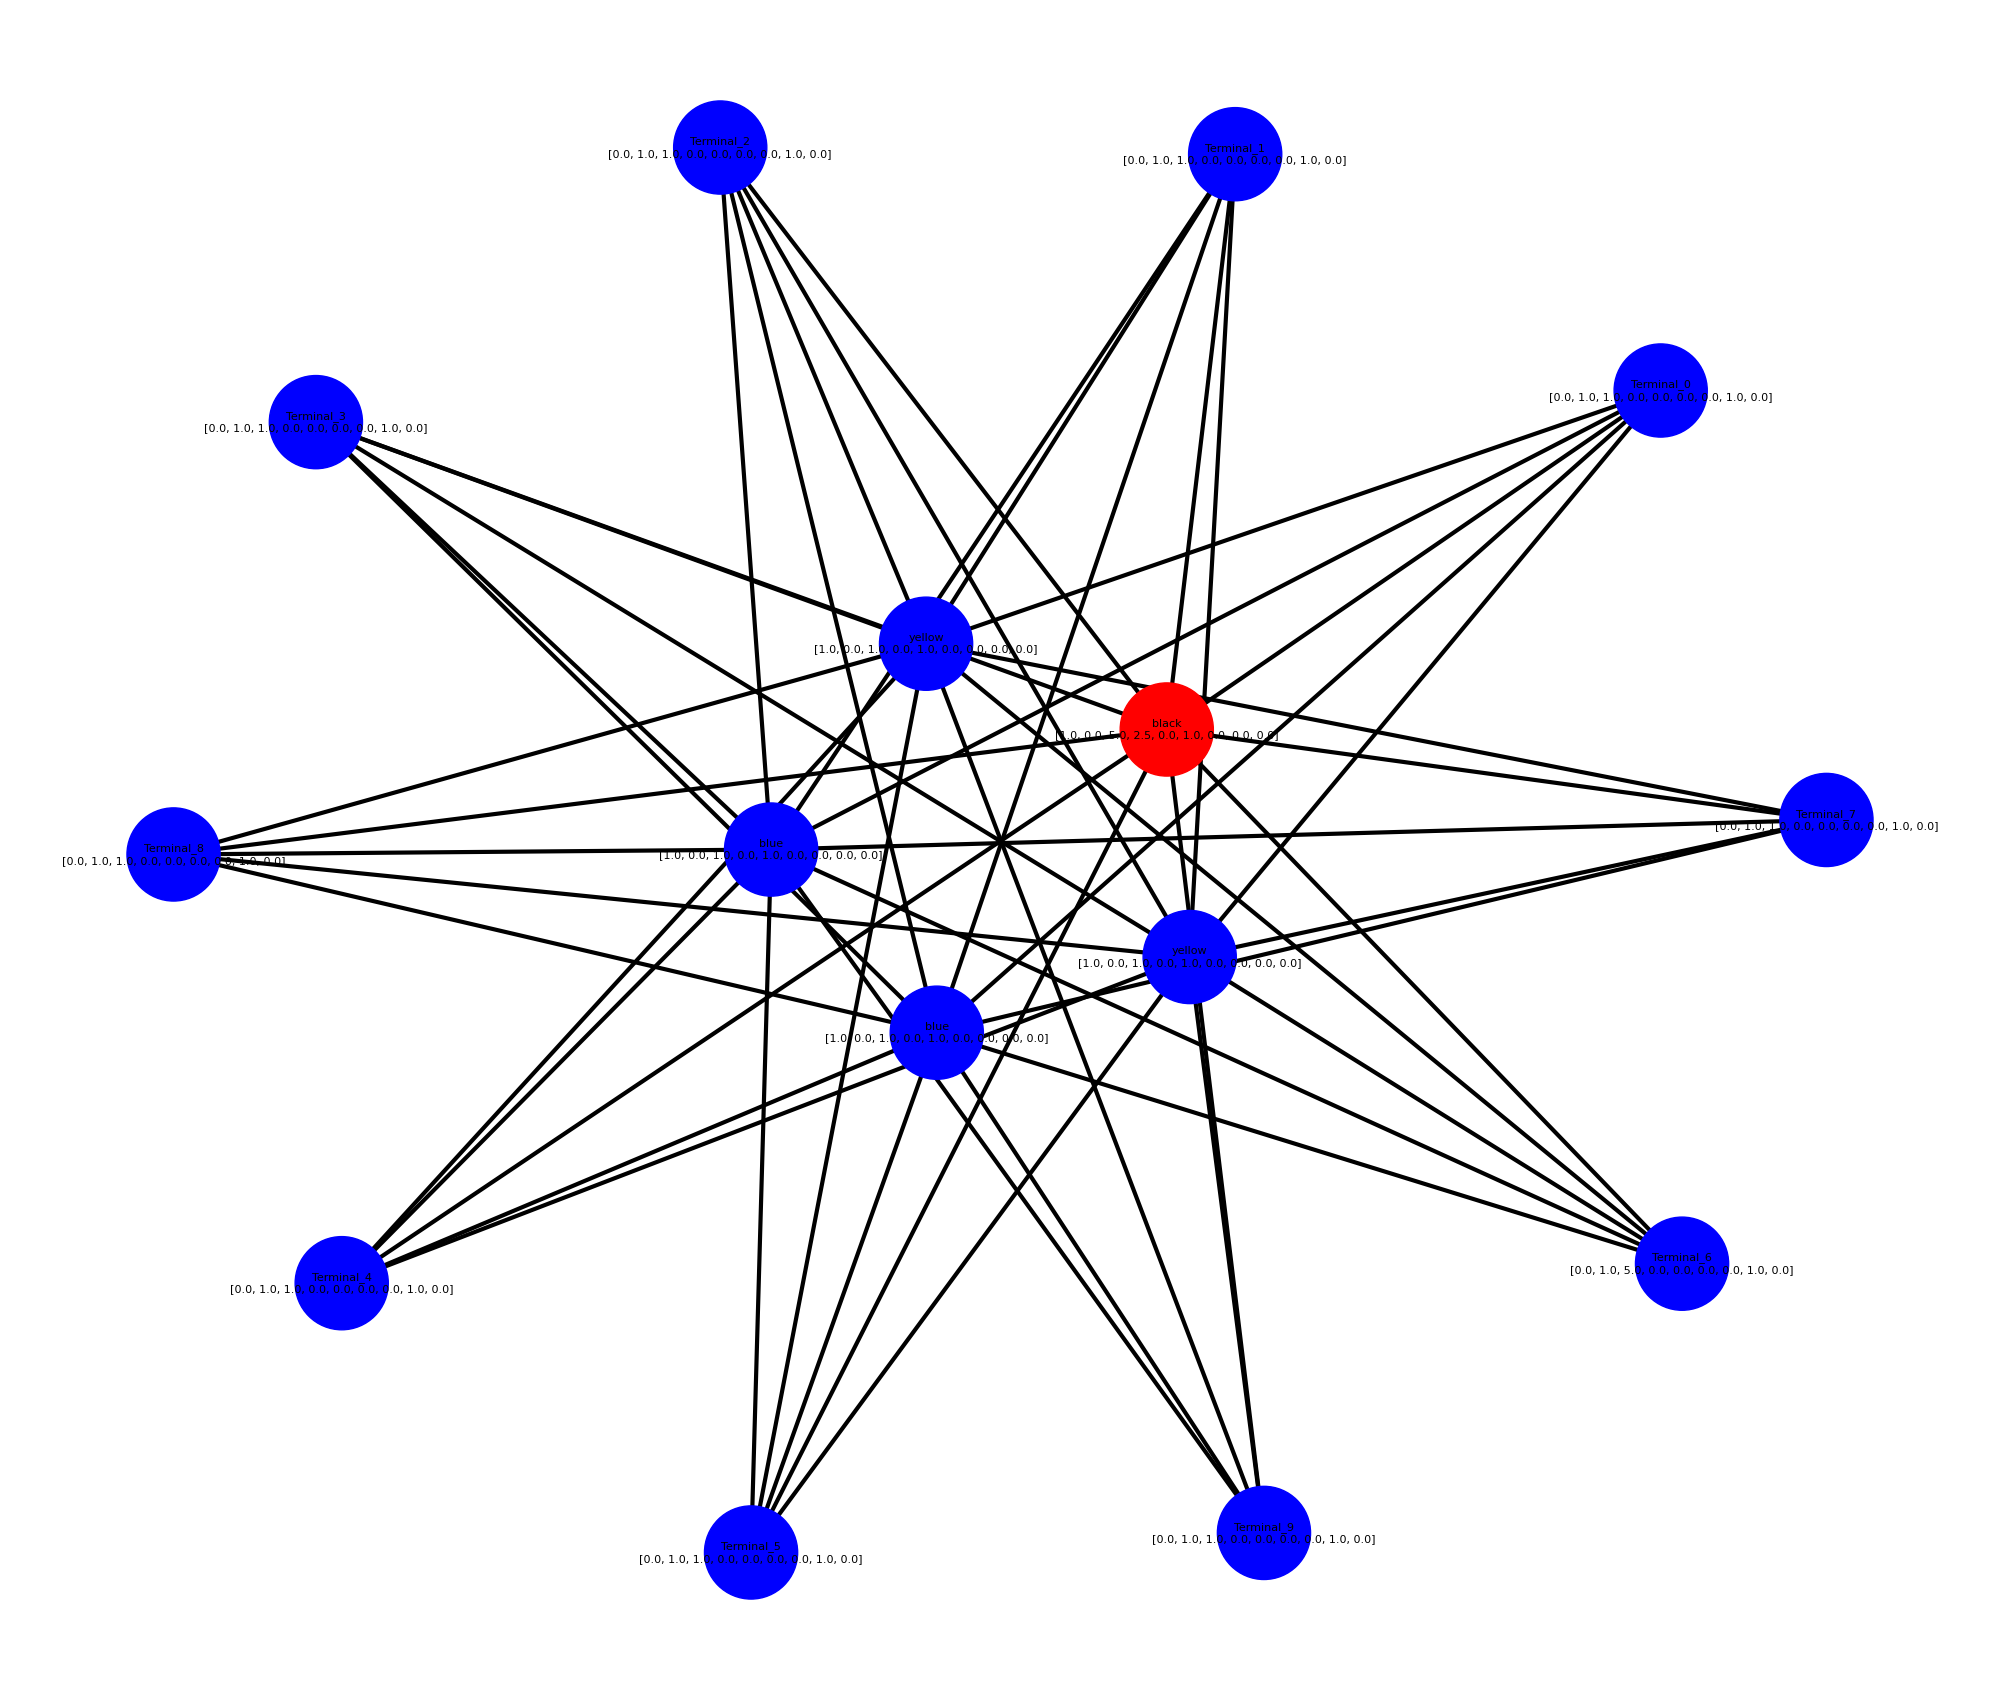 Terminal_2
[0.0, 1.0, 1.0, 0.0, 0.0, 0.0, 0.0, 1.0, 0.0]
Terminal_1
[0.0, 1.0, 1.0, 0.0, 0.0, 0.0, 0.0, 1.0, 0.0]
Terminal_0
[0.0, 1.0, 1.0, 0.0, 0.0, 0.0, 0.0, 1.0, 0.0]
Terminal_3
[0.0, 1.0, 1.0, 0.0, 0.0, 0.0, 0.0, 1.0, 0.0]
yellow
[1.0, 0.0, 1.0, 0.0, 1.0, 0.0, 0.0, 0.0, 0.0]
black
[1.0, 0.0, 5.0, 2.5, 0.0, 1.0, 0.0, 0.0, 0.0]
Terminal_7
[0.0, 1.0, 1.0, 0.0, 0.0, 0.0, 0.0, 1.0, 0.0]
Terminal_8
[0.0, 1.0, 1.0, 0.0, 0.0, 0.0, 0.0, 1.0, 0.0]
blue
[1.0, 0.0, 1.0, 0.0, 1.0, 0.0, 0.0, 0.0, 0.0]
yellow
[1.0, 0.0, 1.0, 0.0, 1.0, 0.0, 0.0, 0.0, 0.0]
blue
[1.0, 0.0, 1.0, 0.0, 1.0, 0.0, 0.0, 0.0, 0.0]
Terminal_6
[0.0, 1.0, 5.0, 0.0, 0.0, 0.0, 0.0, 1.0, 0.0]
Terminal_4
[0.0, 1.0, 1.0, 0.0, 0.0, 0.0, 0.0, 1.0, 0.0]
Terminal_9
[0.0, 1.0, 1.0, 0.0, 0.0, 0.0, 0.0, 1.0, 0.0]
Terminal_5
[0.0, 1.0, 1.0, 0.0, 0.0, 0.0, 0.0, 1.0, 0.0]